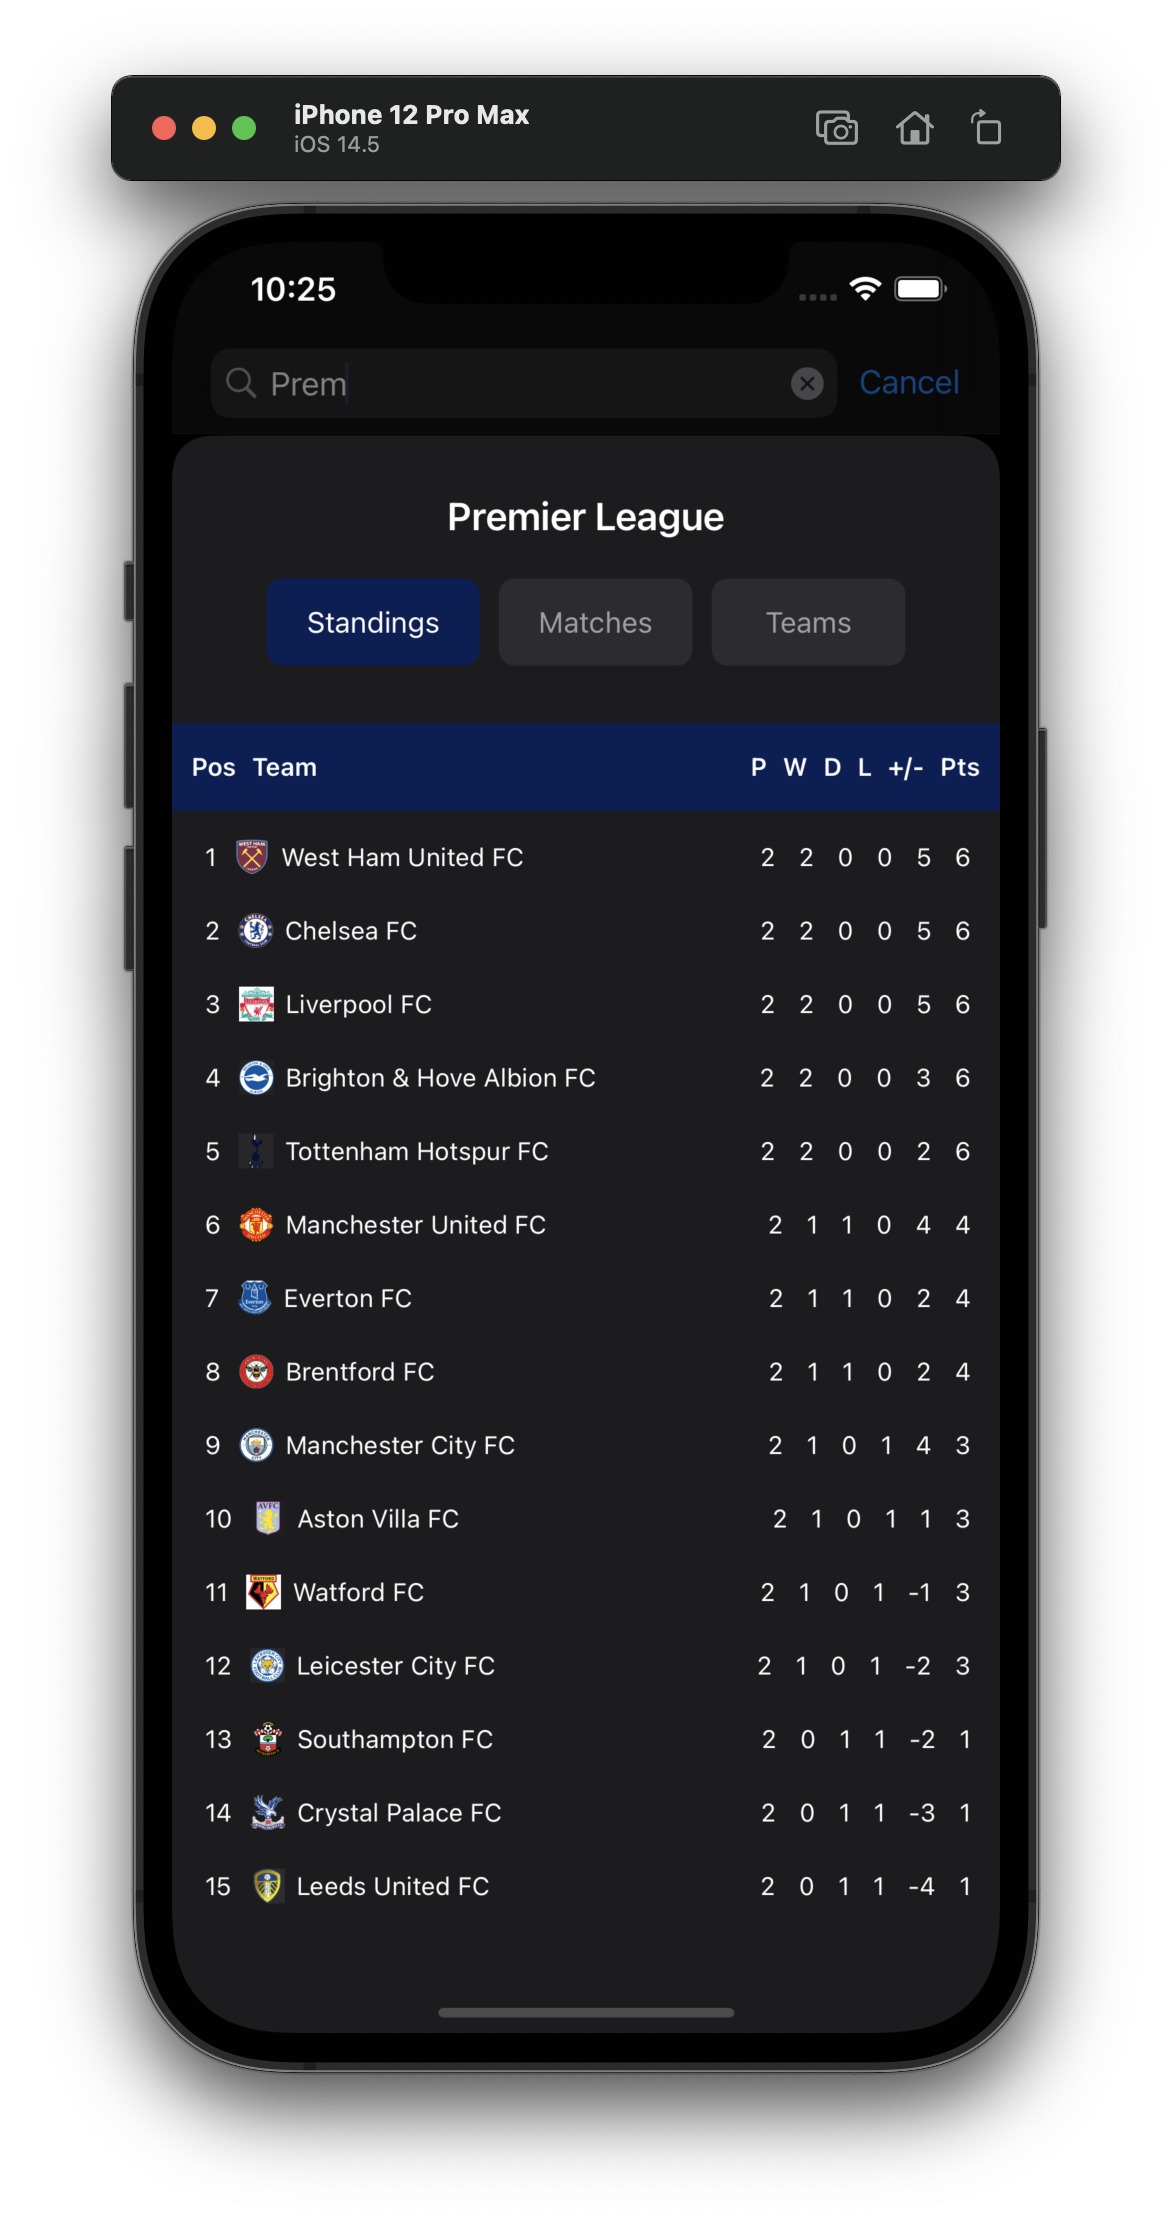 iPhone 12 Pro Max
iOS 14.5
10:25
Prem
Cancel
Premier League
Standings Matches Teams
Pos Team P W D L +/- Pts
1 West Ham United FC 2 2 0 0 5 6
2 Chelsea FC 2 2 0 0 5 6
3 Liverpool FC 2 2 0 0 5 6
4 Brighton & Hove Albion FC 2 2 0 0 3 6
5 Tottenham Hotspur FC 2 2 0 0 2 6
6 Manchester United FC 2 1 1 0 4 4
7 Everton FC 2 1 1 0 2 4
8 Brentford FC 2 1 1 0 2 4
9 Manchester City FC 2 1 0 1 4 3
10 Aston Villa FC 2 1 0 1 1 3
11 Watford FC 2 1 0 1 -1 3
12 Leicester City FC 2 1 0 1 -2 3
13 Southampton FC 2 0 1 1 -2 1
14 Crystal Palace FC 2 0 1 1 -3 1
15 Leeds United FC 2 0 1 1 -4 1